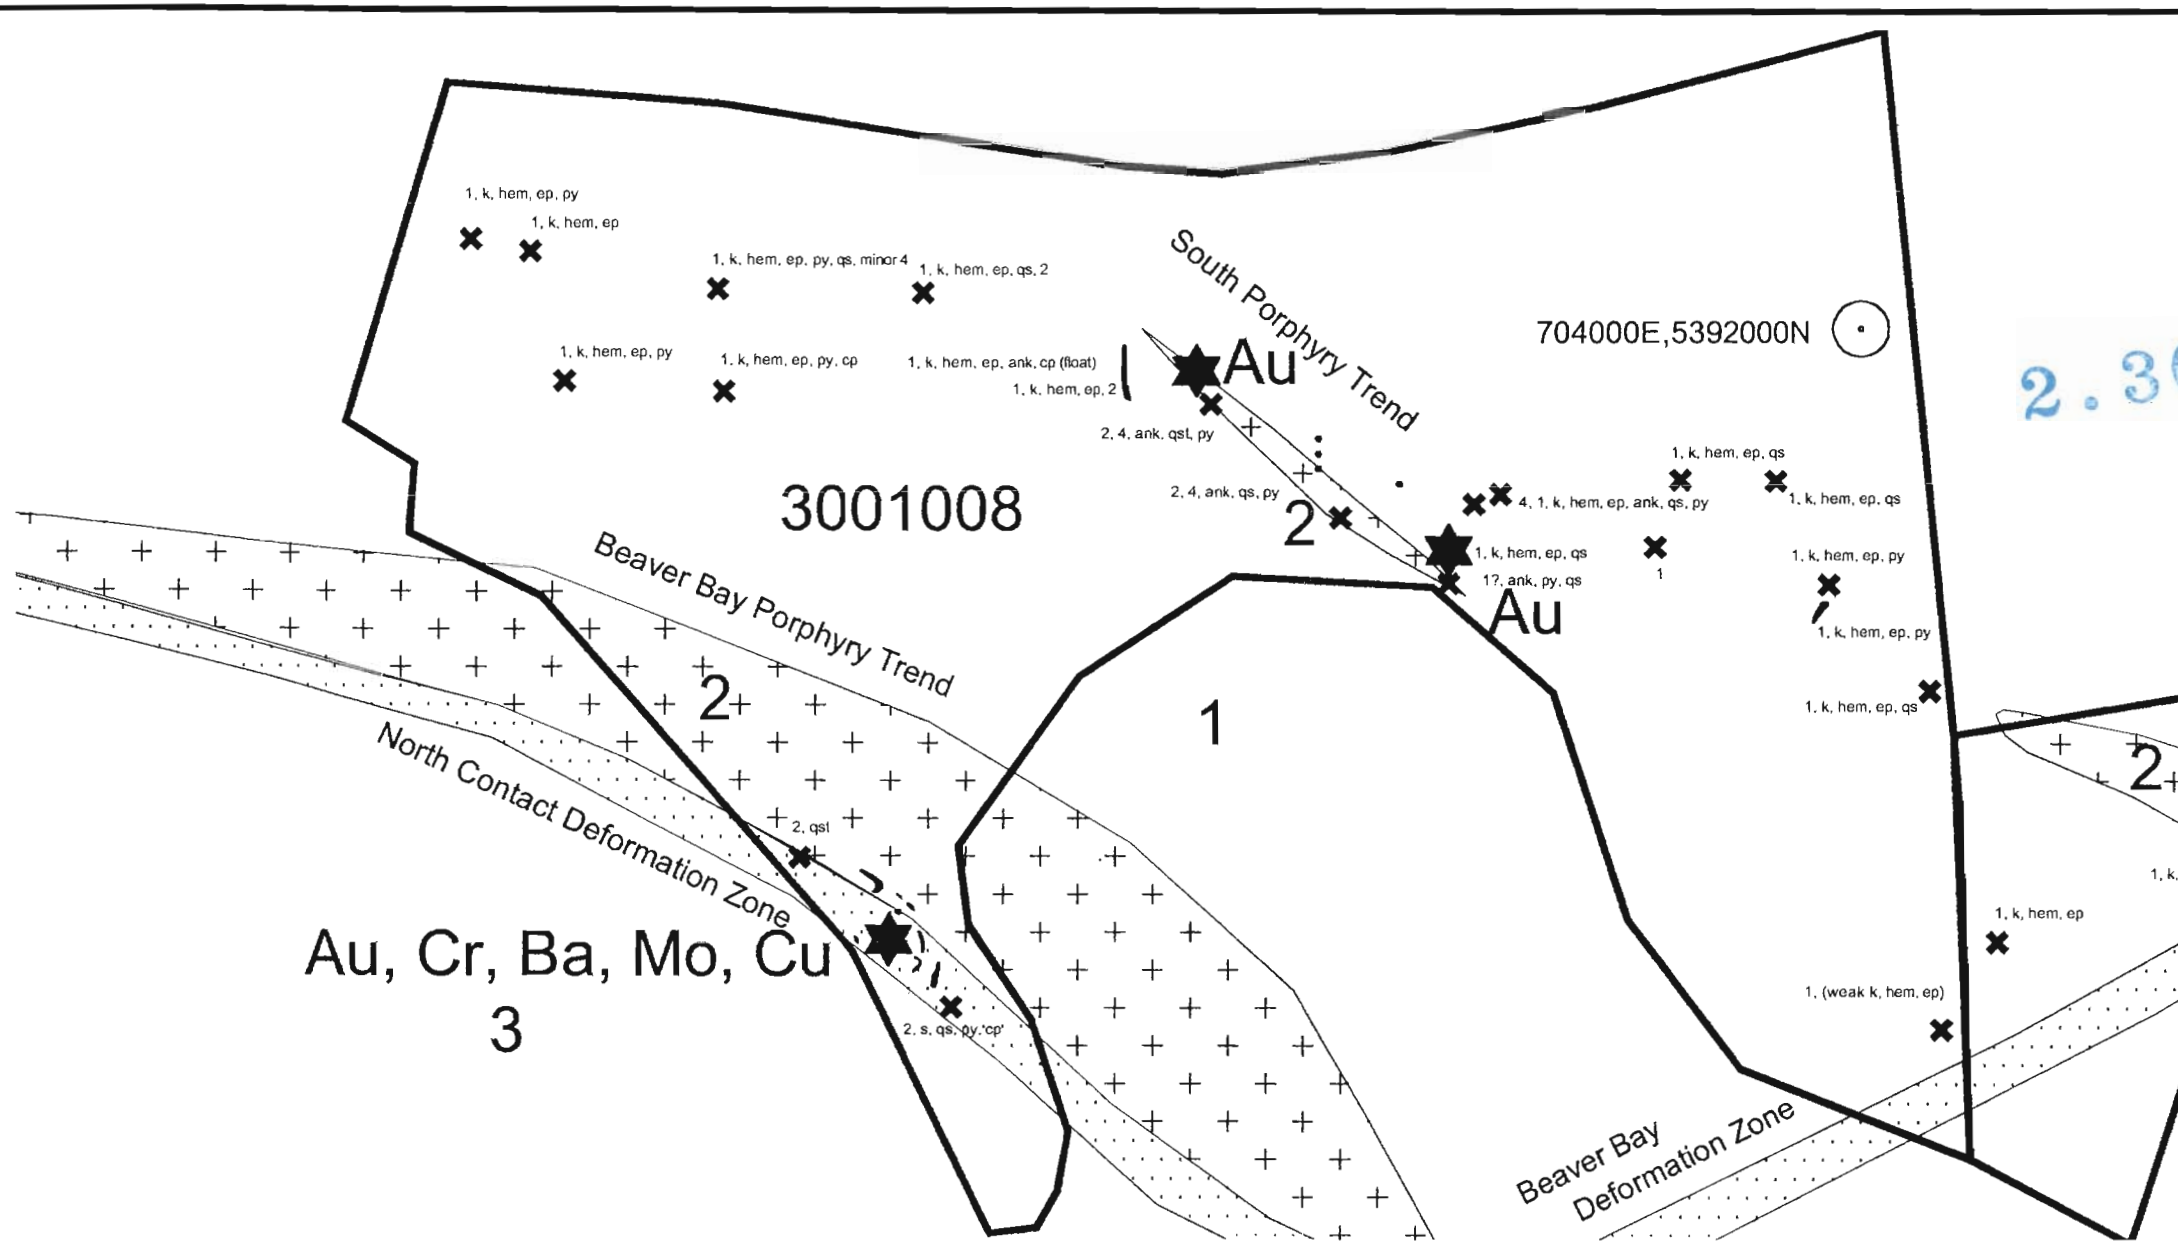 1, k, hem, ep, py
1, k, hem, ep
1, k, hem, ep, py, qs, minor 4
1, k, hem, ep, qs, 2
South Porphyry Trend
704000E,5392000N
2.3
1, k, hem, ep, py
1, k, hem, ep, py, cp
1, k, hem, ep, ank, cp (float)
1, k, hem, ep, 2
Au
2, 4, ank, qst, py
1, k, hem, ep, qs
2, 4, ank, qs, py
4, 1, k, hem, ep, ank, qs, py
1, k, hem, ep, qs
3001008
2
1, k, hem, ep, qs
1, k, hem, ep, py
1
1?, ank, py, qs
Au
1, k, hem, ep, py
Beaver Bay Porphyry Trend
2
1
1, k, hem, ep, qs
2
North Contact Deformation Zone
2, qst
1, k,
1, k, hem, ep
Au, Cr, Ba, Mo, Cu
3
2, s, qs, py,'cp'
1, (weak k, hem, ep)
Beaver Bay
Deformation Zone